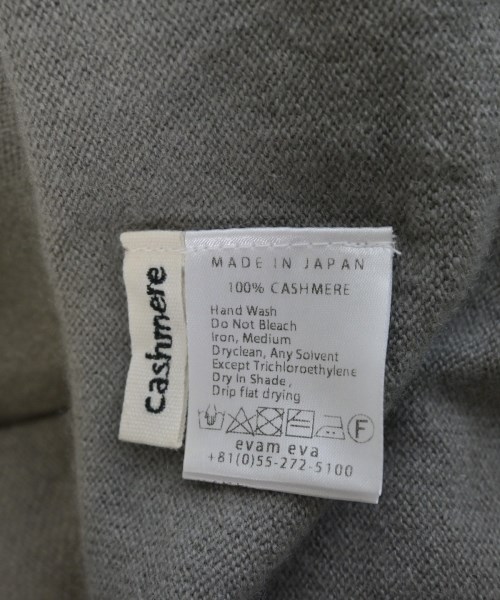 Cashmere
MADE IN JAPAN
100% CASHMERE
Hand Wash
Do Not Bleach
Iron, Medium
Dryclean, Any Solvent
Except Trichloroethylene
Dry in Shade,
Drip flat drying
F
evam eva
+81(0)55-272-5100